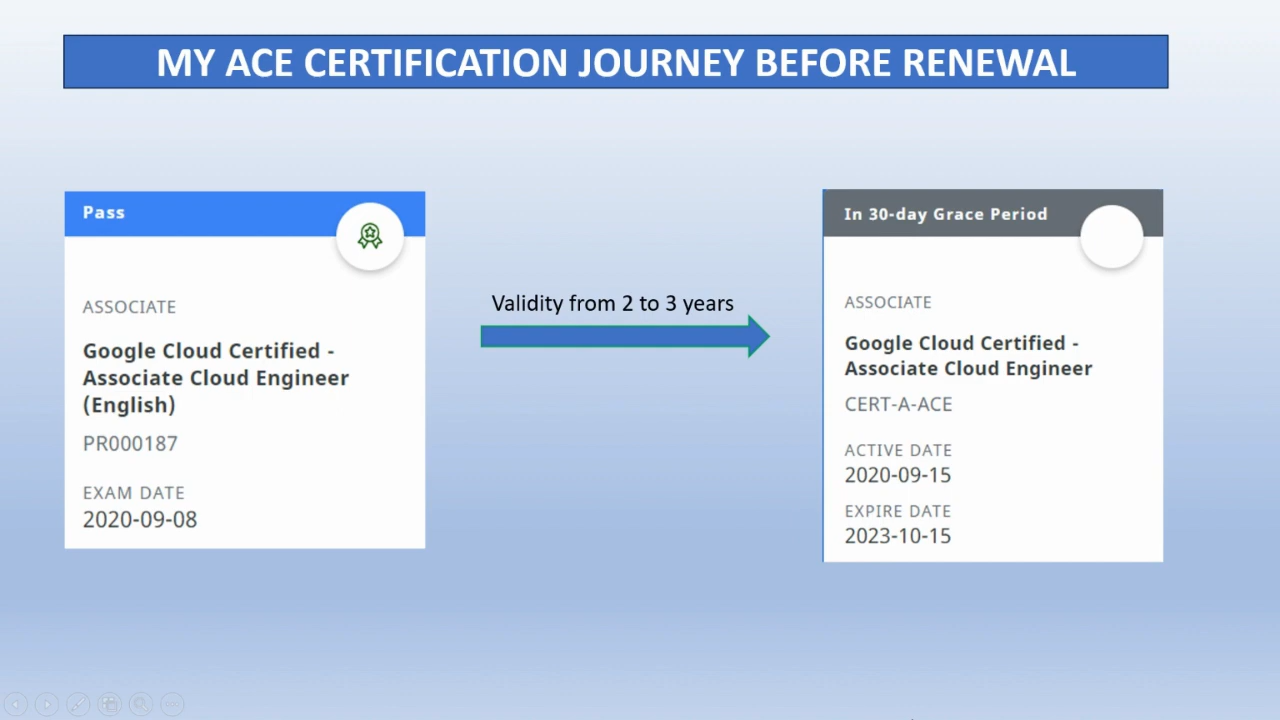 MY ACE CERTIFICATION JOURNEY BEFORE RENEWAL
Pass
ASSOCIATE
Google Cloud Certified -
Associate Cloud Engineer
(English)
PR000187
EXAM DATE
2020-09-08
Validity from 2 to 3 years
In 30-day Grace Period
ASSOCIATE
Google Cloud Certified -
Associate Cloud Engineer
CERT-A-ACE
ACTIVE DATE
2020-09-15
EXPIRE DATE
2023-10-15